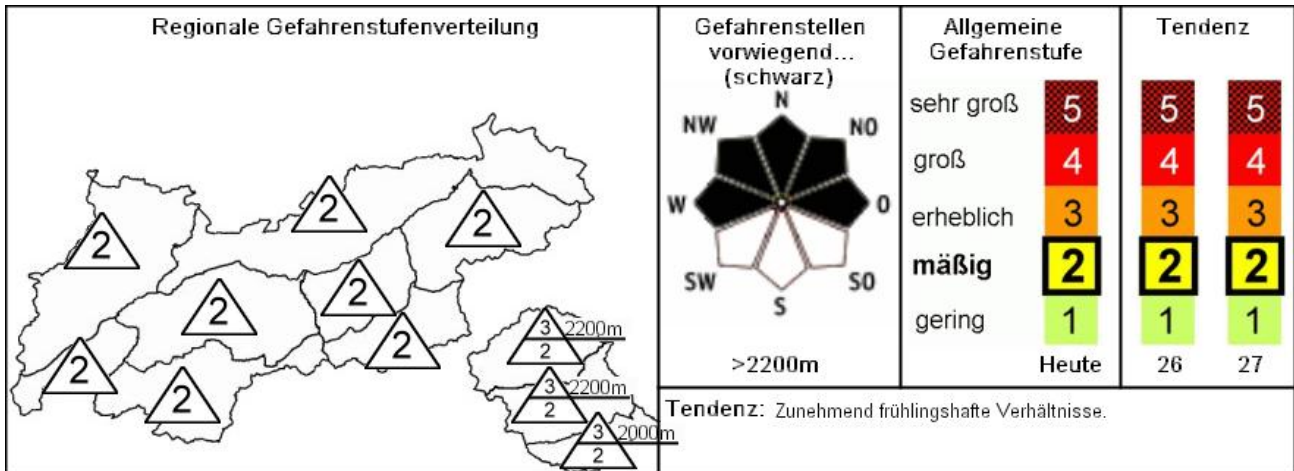 Regionale Gefahrenstufenverteilung
2
2
2
2
2
2
2
2
3 2200m
2
3 2200m
2
3 2000m
2
Gefahrenstellen
vorwiegend...
(schwarz)
N
NW NO
W O
SW SO
S
>2200m
Allgemeine
Gefahrenstufe
sehr groß 5
groß 4
erheblich 3
mäßig 2
gering 1
Heute
Tendenz
5 5
4 4
3 3
2 2
1 1
26 27
Tendenz: Zunehmend frühlingshafte Verhältnisse.